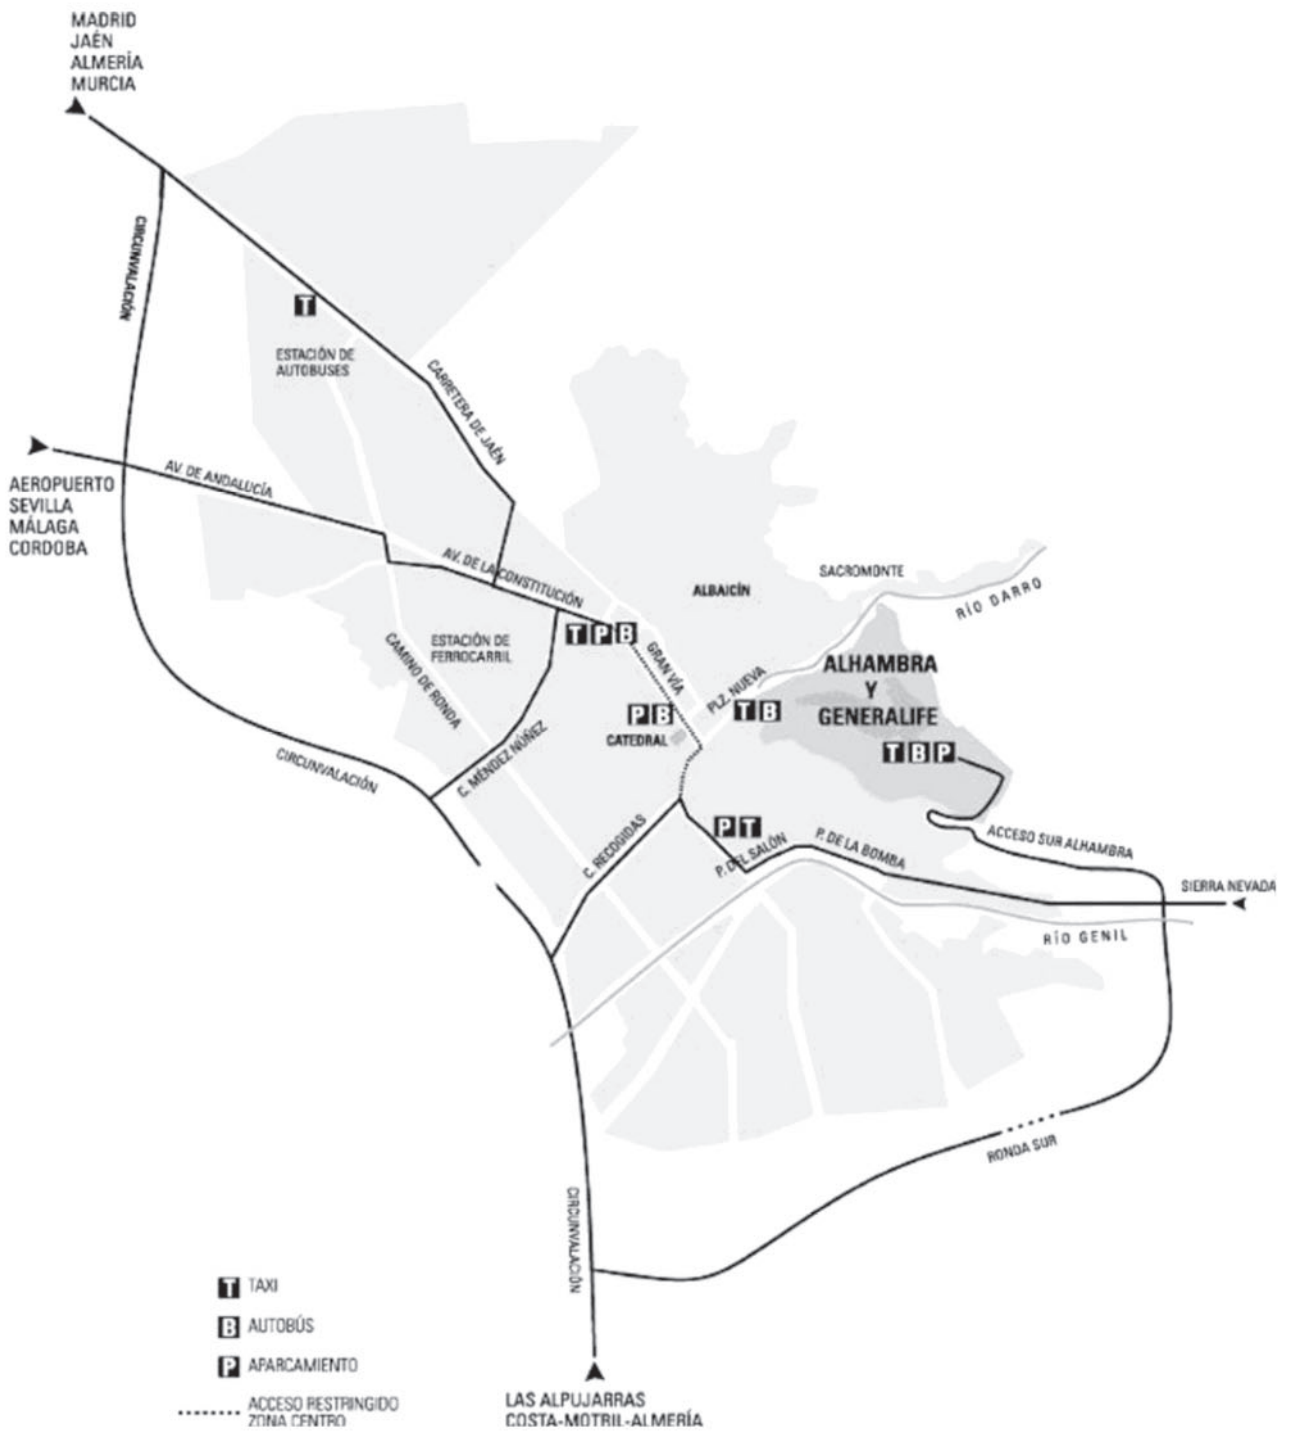 MADRID
JAÉN
ALMERÍA
MURCIA
CIRCUNVALACIÓN
T
ESTACIÓN DE
AUTOBUSES
CARRETERA DE JAÉN
AEROPUERTO
SEVILLA
MÁLAGA
CORDOBA
AV. DE ANDALUCÍA
AV. DE LA CONSTITUCIÓN
ALBAICÍN
SACROMONTE
RÍO DARRO
ESTACIÓN DE
FERROCARRIL
CAMINO DE RONDA
T P B
GRAN VÍA
PLZ. NUEVA
ALHAMBRA
Y
GENERALIFE
P B
CATEDRAL
T B
T B P
CIRCUNVALACIÓN
C. MÉNDEZ NÚÑEZ
C. RECOGIDAS
P T
P. DEL SALÓN
P. DE LA BOMBA
ACCESO SUR ALHAMBRA
SIERRA NEVADA
RÍO GENIL
RONDA SUR
CIRCUNVALACIÓN
T TAXI
B AUTOBÚS
P APARCAMIENTO
ACCESO RESTRINGIDO
ZONA CENTRO
LAS ALPUJARRAS
COSTA-MOTRIL-ALMERÍA